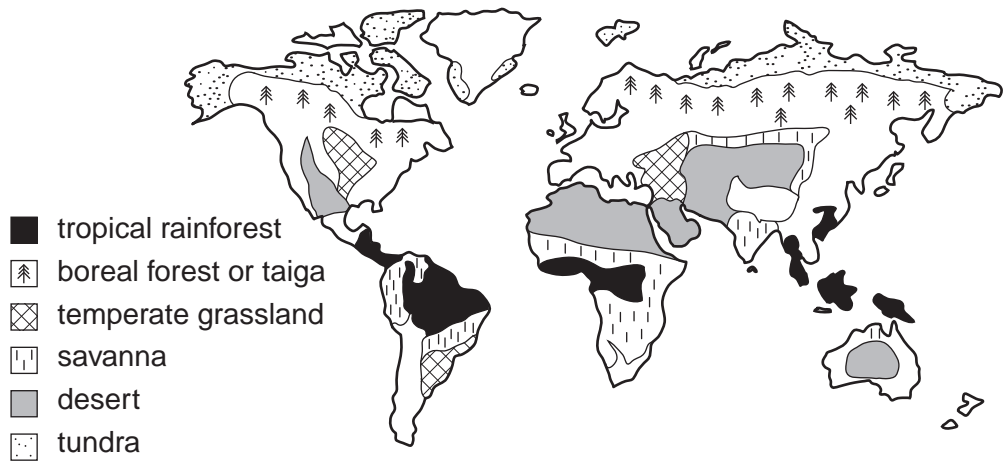 tropical rainforest
boreal forest or taiga
temperate grassland
savanna
desert
tundra